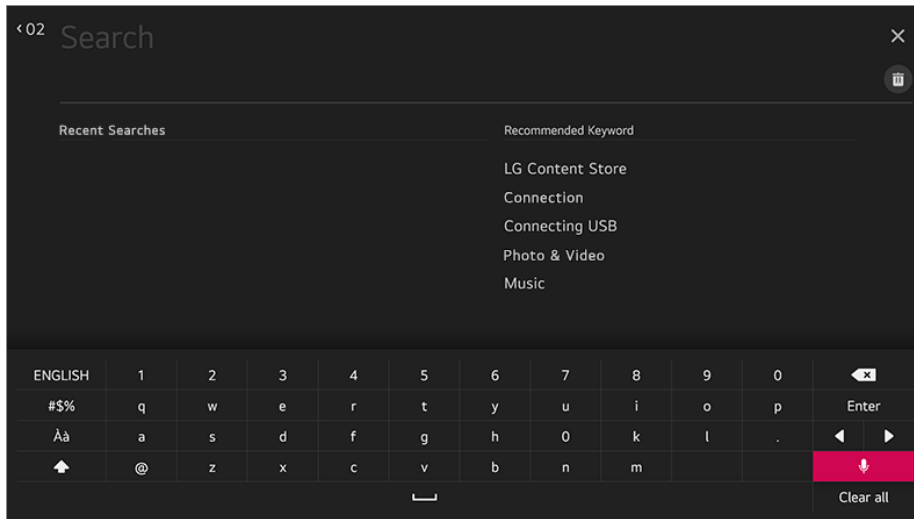 ‹02
Search
Recent Searches
Recommended Keyword
LG Content Store
Connection
Connecting USB
Photo & Video
Music
ENGLISH 1 2 3 4 5 6 7 8 9 0
#$% q w e r t y u i o p Enter
Àà a s d f g h 0 k l .
@ z x c v b n m
Clear all